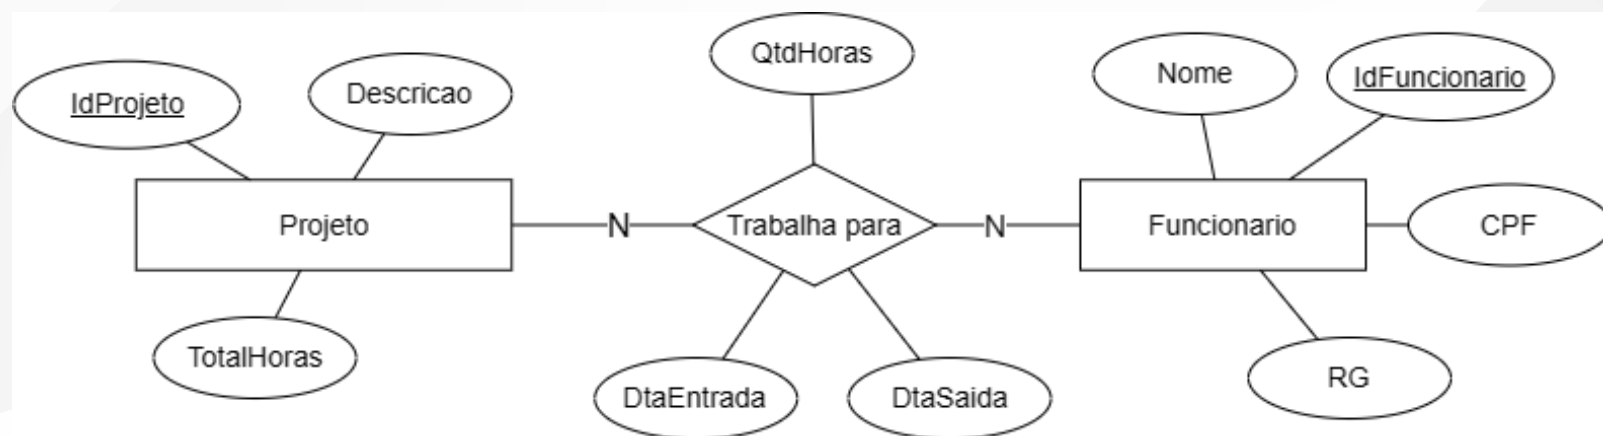 QtdHoras
Nome
IdFuncionario
IdProjeto
Descricao
Projeto
N
Trabalha para
N
Funcionario
CPF
TotalHoras
DtaEntrada
DtaSaida
RG